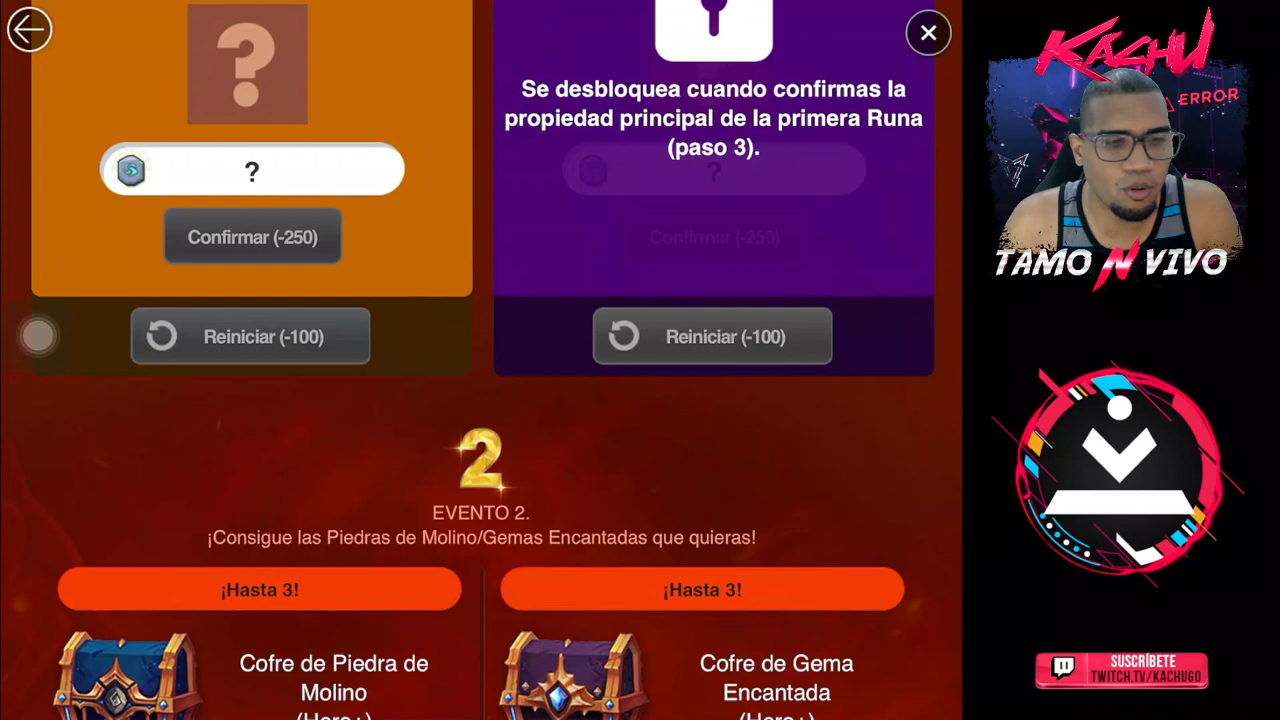 ?
?
Confirmar (-250)
Reiniciar (-100)
Se desbloquea cuando confirmas la
propiedad principal de la primera Runa
(paso 3).
?
Confirmar (-250)
Reiniciar (-100)
2
EVENTO 2.
¡Consigue las Piedras de Molino/Gemas Encantadas que quieras!
¡Hasta 3!
Cofre de Piedra de
Molino
¡Hasta 3!
Cofre de Gema
Encantada
KACHU
ERROR
TAMO N VIVO
SUSCRÍBETE
TWITCH.TV/KACHUGO